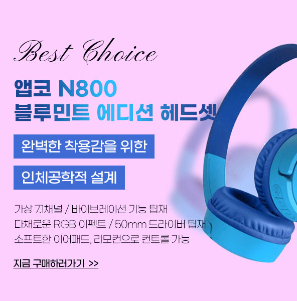 Best Choice
앱코 N800
블루민트 에디션 헤드셋
완벽한 착용감을 위한
인체공학적 설계
가상 7.1채널 / 바이브레이션 기능 탑재
다채로운 RGB 이펙트 / 50mm 드라이버 탑재
소프트한 이어패드, 리모컨으로 컨트롤 가능
지금 구매하러가기 >>